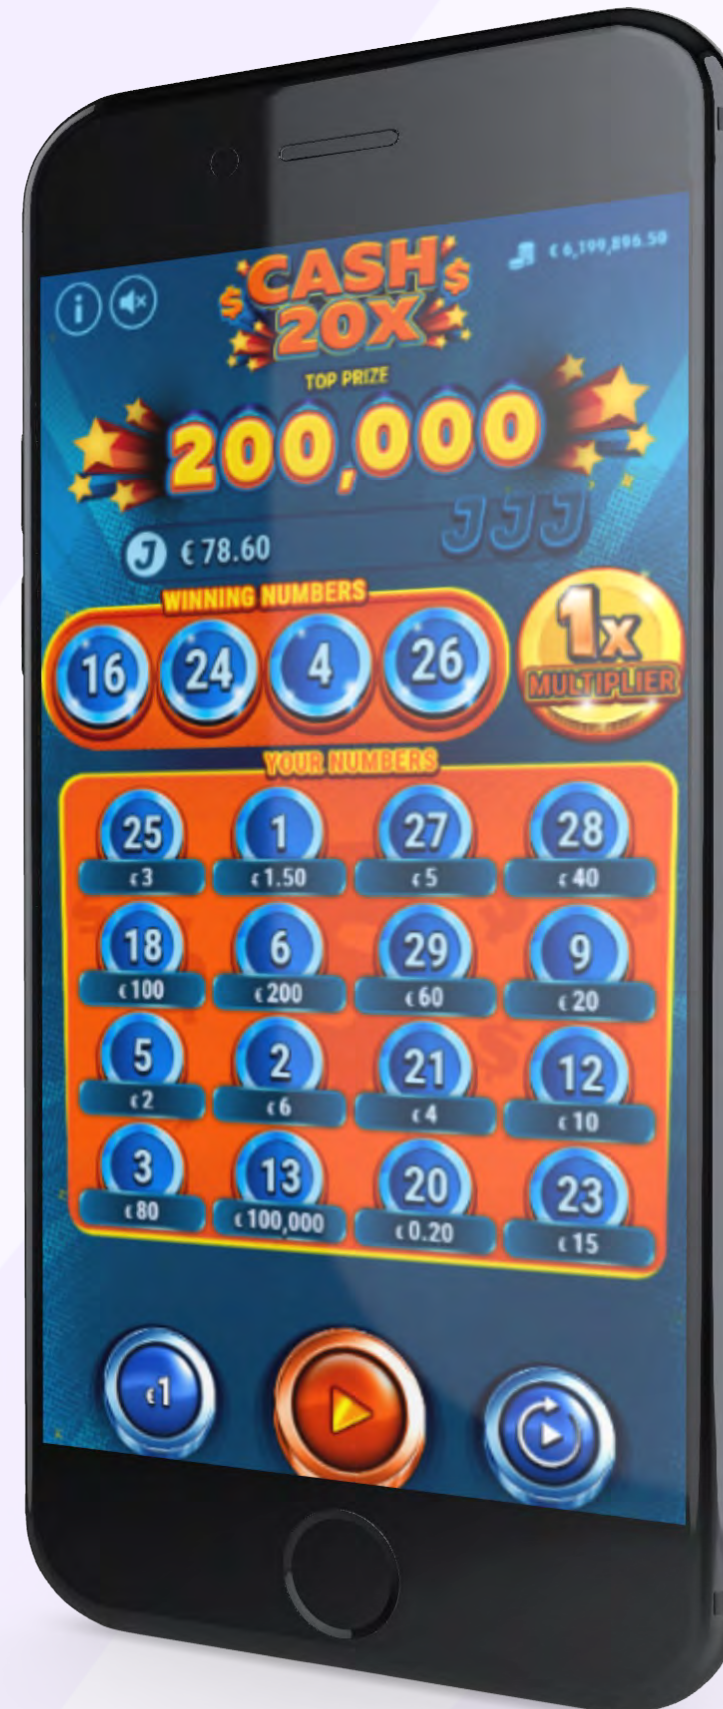 € 6,199,896.50
$ CASH $
20X
TOP PRIZE
200,000
J € 78.60 JJJ
WINNING NUMBERS
16 24 4 26
1x
MULTIPLIER
YOUR NUMBERS
25 1 27 28
€3 €1.50 €5 €40
18 6 29 9
€100 €200 €60 €20
5 2 21 12
€2 €6 €4 €10
3 13 20 23
€80 €100,000 €0.20 €15
€1